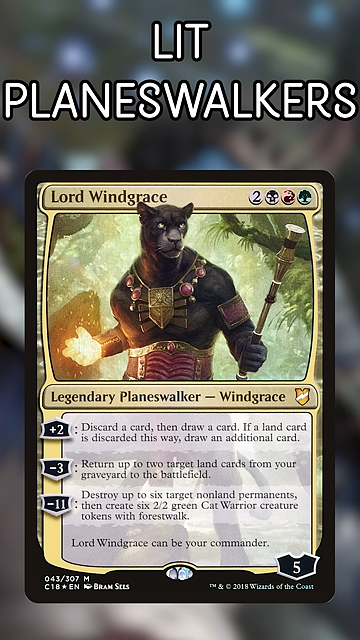 LIT
PLANESWALKERS
Lord Windgrace 2
Legendary Planeswalker — Windgrace
+2 : Discard a card, then draw a card. If a land card
is discarded this way, draw an additional card.
-3 : Return up to two target land cards from your
graveyard to the battlefield.
-11 : Destroy up to six target nonland permanents,
then create six 2/2 green Cat Warrior creature
tokens with forestwalk.
Lord Windgrace can be your commander.
5
043/307 M
C18 ★ EN Bram Sels
™ & © 2018 Wizards of the Coast